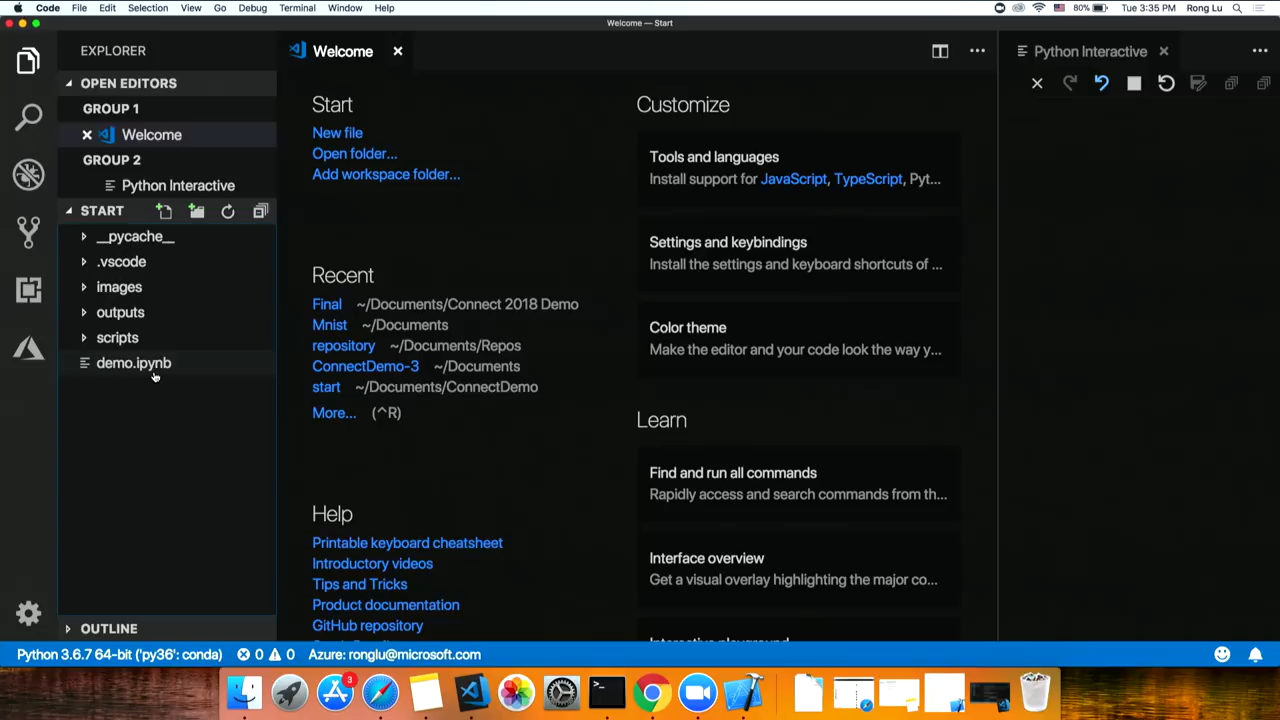 Code File Edit Selection View Go Debug Terminal Window Help 80% Tue 3:35 PM Rong Lu
Welcome — Start
EXPLORER
OPEN EDITORS
GROUP 1
Welcome
GROUP 2
Python Interactive
START
__pycache__
.vscode
images
outputs
scripts
demo.ipynb
OUTLINE
Welcome
Start
New file
Open folder...
Add workspace folder...
Recent
Final ~/Documents/Connect 2018 Demo
Mnist ~/Documents
repository ~/Documents/Repos
ConnectDemo-3 ~/Documents
start ~/Documents/ConnectDemo
More... (^R)
Help
Printable keyboard cheatsheet
Introductory videos
Tips and Tricks
Product documentation
GitHub repository
Customize
Tools and languages
Install support for JavaScript, TypeScript, Pyt...
Settings and keybindings
Install the settings and keyboard shortcuts of ...
Color theme
Make the editor and your code look the way y...
Learn
Find and run all commands
Rapidly access and search commands from th...
Interface overview
Get a visual overlay highlighting the major co...
Interactive playground
Python Interactive
Python 3.6.7 64-bit ('py36': conda) 0 0 Azure: ronglu@microsoft.com
3